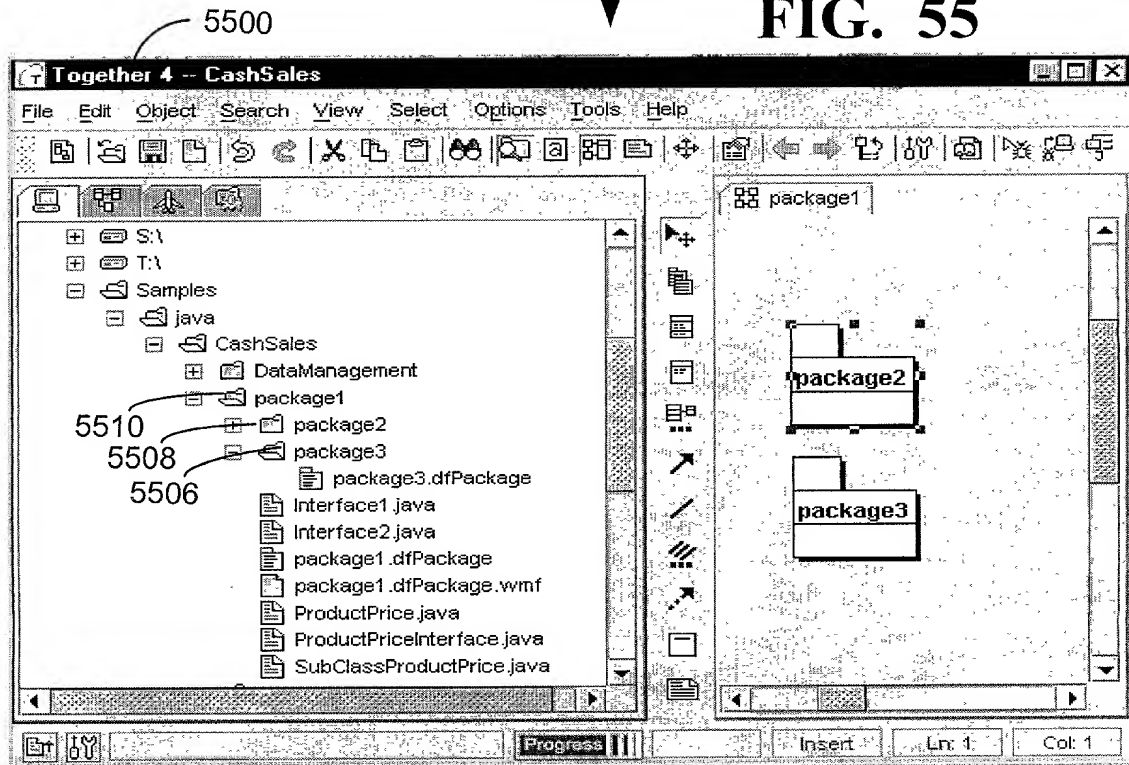 5500
FIG. 55
Together 4 -- CashSales
File Edit Object Search View Select Options Tools Help
S:\
T:\
Samples
java
CashSales
DataManagement
package1
package2
package3
package3.dfPackage
Interface1.java
Interface2.java
package1.dfPackage
package1.dfPackage.wmf
ProductPrice.java
ProductPriceInterface.java
SubClassProductPrice.java
5510
5508
5506
package1
package2
package3
Progress
Insert
Ln: 1
Col: 1